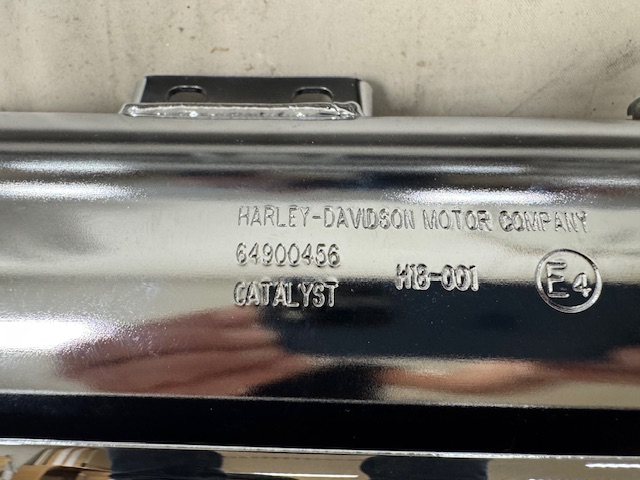 HARLEY-DAVIDSON MOTOR COMPANY
64900456
CATALYST H18-001 E4